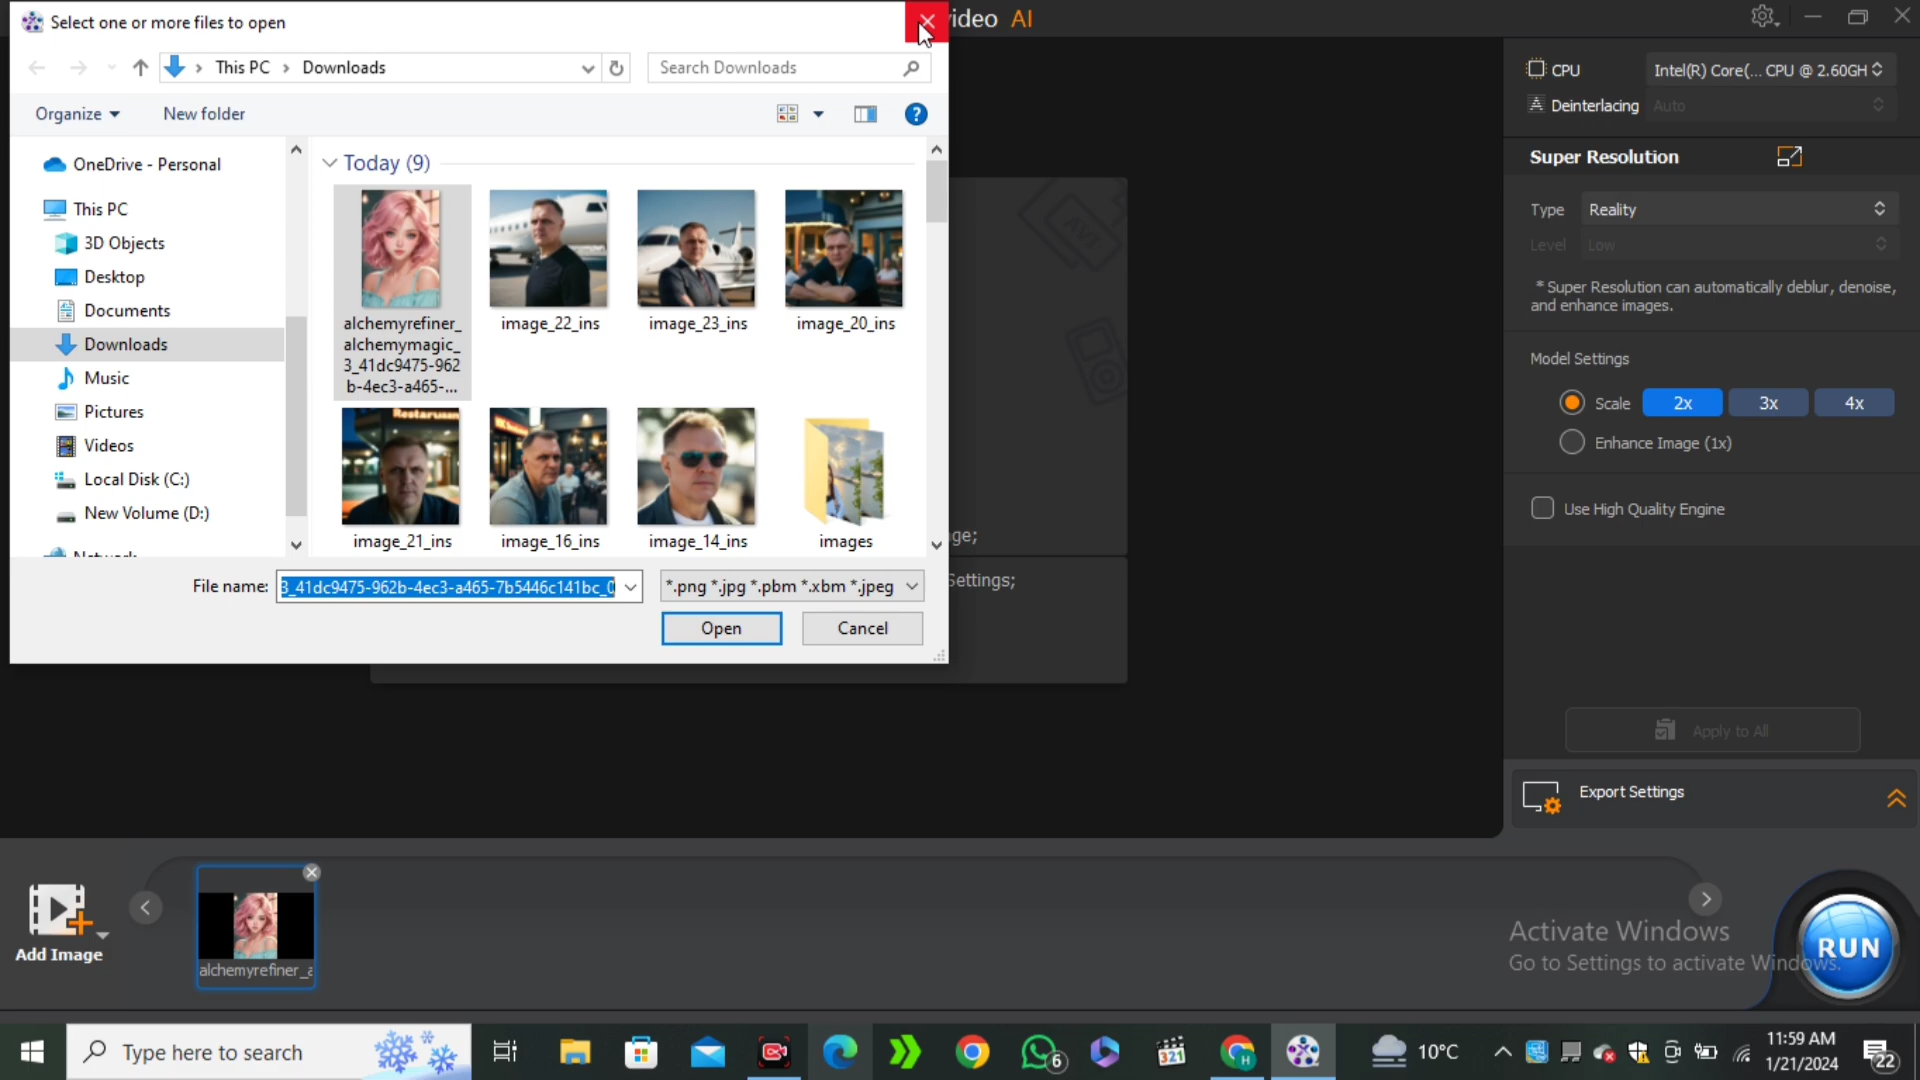 Select one or more files to open
video AI
This PC > Downloads
Search Downloads
Organize
New folder
OneDrive - Personal
This PC
3D Objects
Desktop
Documents
Downloads
Music
Pictures
Videos
Local Disk (C:)
New Volume (D:)
Network
Today (9)
alchemyrefiner_
alchemymagic_
3_41dc9475-962
b-4ec3-a465-...
image_22_ins
image_23_ins
image_20_ins
image_21_ins
image_16_ins
image_14_ins
images
File name:
3_41dc9475-962b-4ec3-a465-7b5446c141bc_0
*.png *.jpg *.pbm *.xbm *.jpeg
Open
Cancel
ge;
Settings;
CPU
Intel(R) Core(... CPU @ 2.60GH
Deinterlacing
Auto
Super Resolution
Type
Reality
Level
Low
* Super Resolution can automatically deblur, denoise,
and enhance images.
Model Settings
Scale
2x
3x
4x
Enhance Image (1x)
Use High Quality Engine
Apply to All
Export Settings
Add Image
alchemyrefiner_a
Activate Windows
Go to Settings to activate Windows.
RUN
Type here to search
321
6
H
10°C
11:59 AM
1/21/2024
22